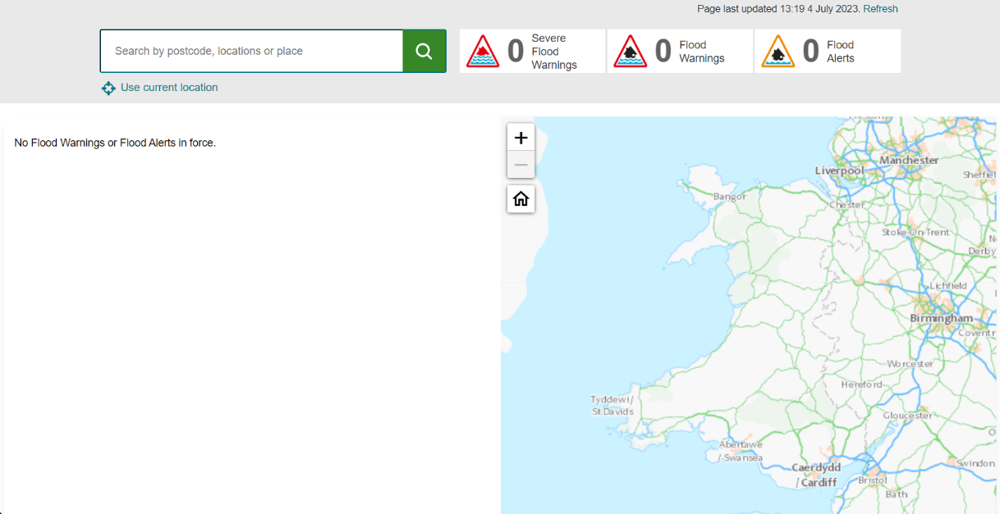 Page last updated 13:19 4 July 2023. Refresh
Search by postcode, locations or place
0
Severe
Flood
Warnings
0
Flood
Warnings
0
Flood
Alerts
Use current location
No Flood Warnings or Flood Alerts in force.
+
−
Manchester
Liverpool
Bangor
Chester
Stoke-On-Trent
Derby
Lichfield
Birmingham
Worcester
Hereford
Tyddewi/
St Davids
Gloucester
Abertawe
/ Swansea
Swindon
Caerdydd
/ Cardiff
Bristol
Bath